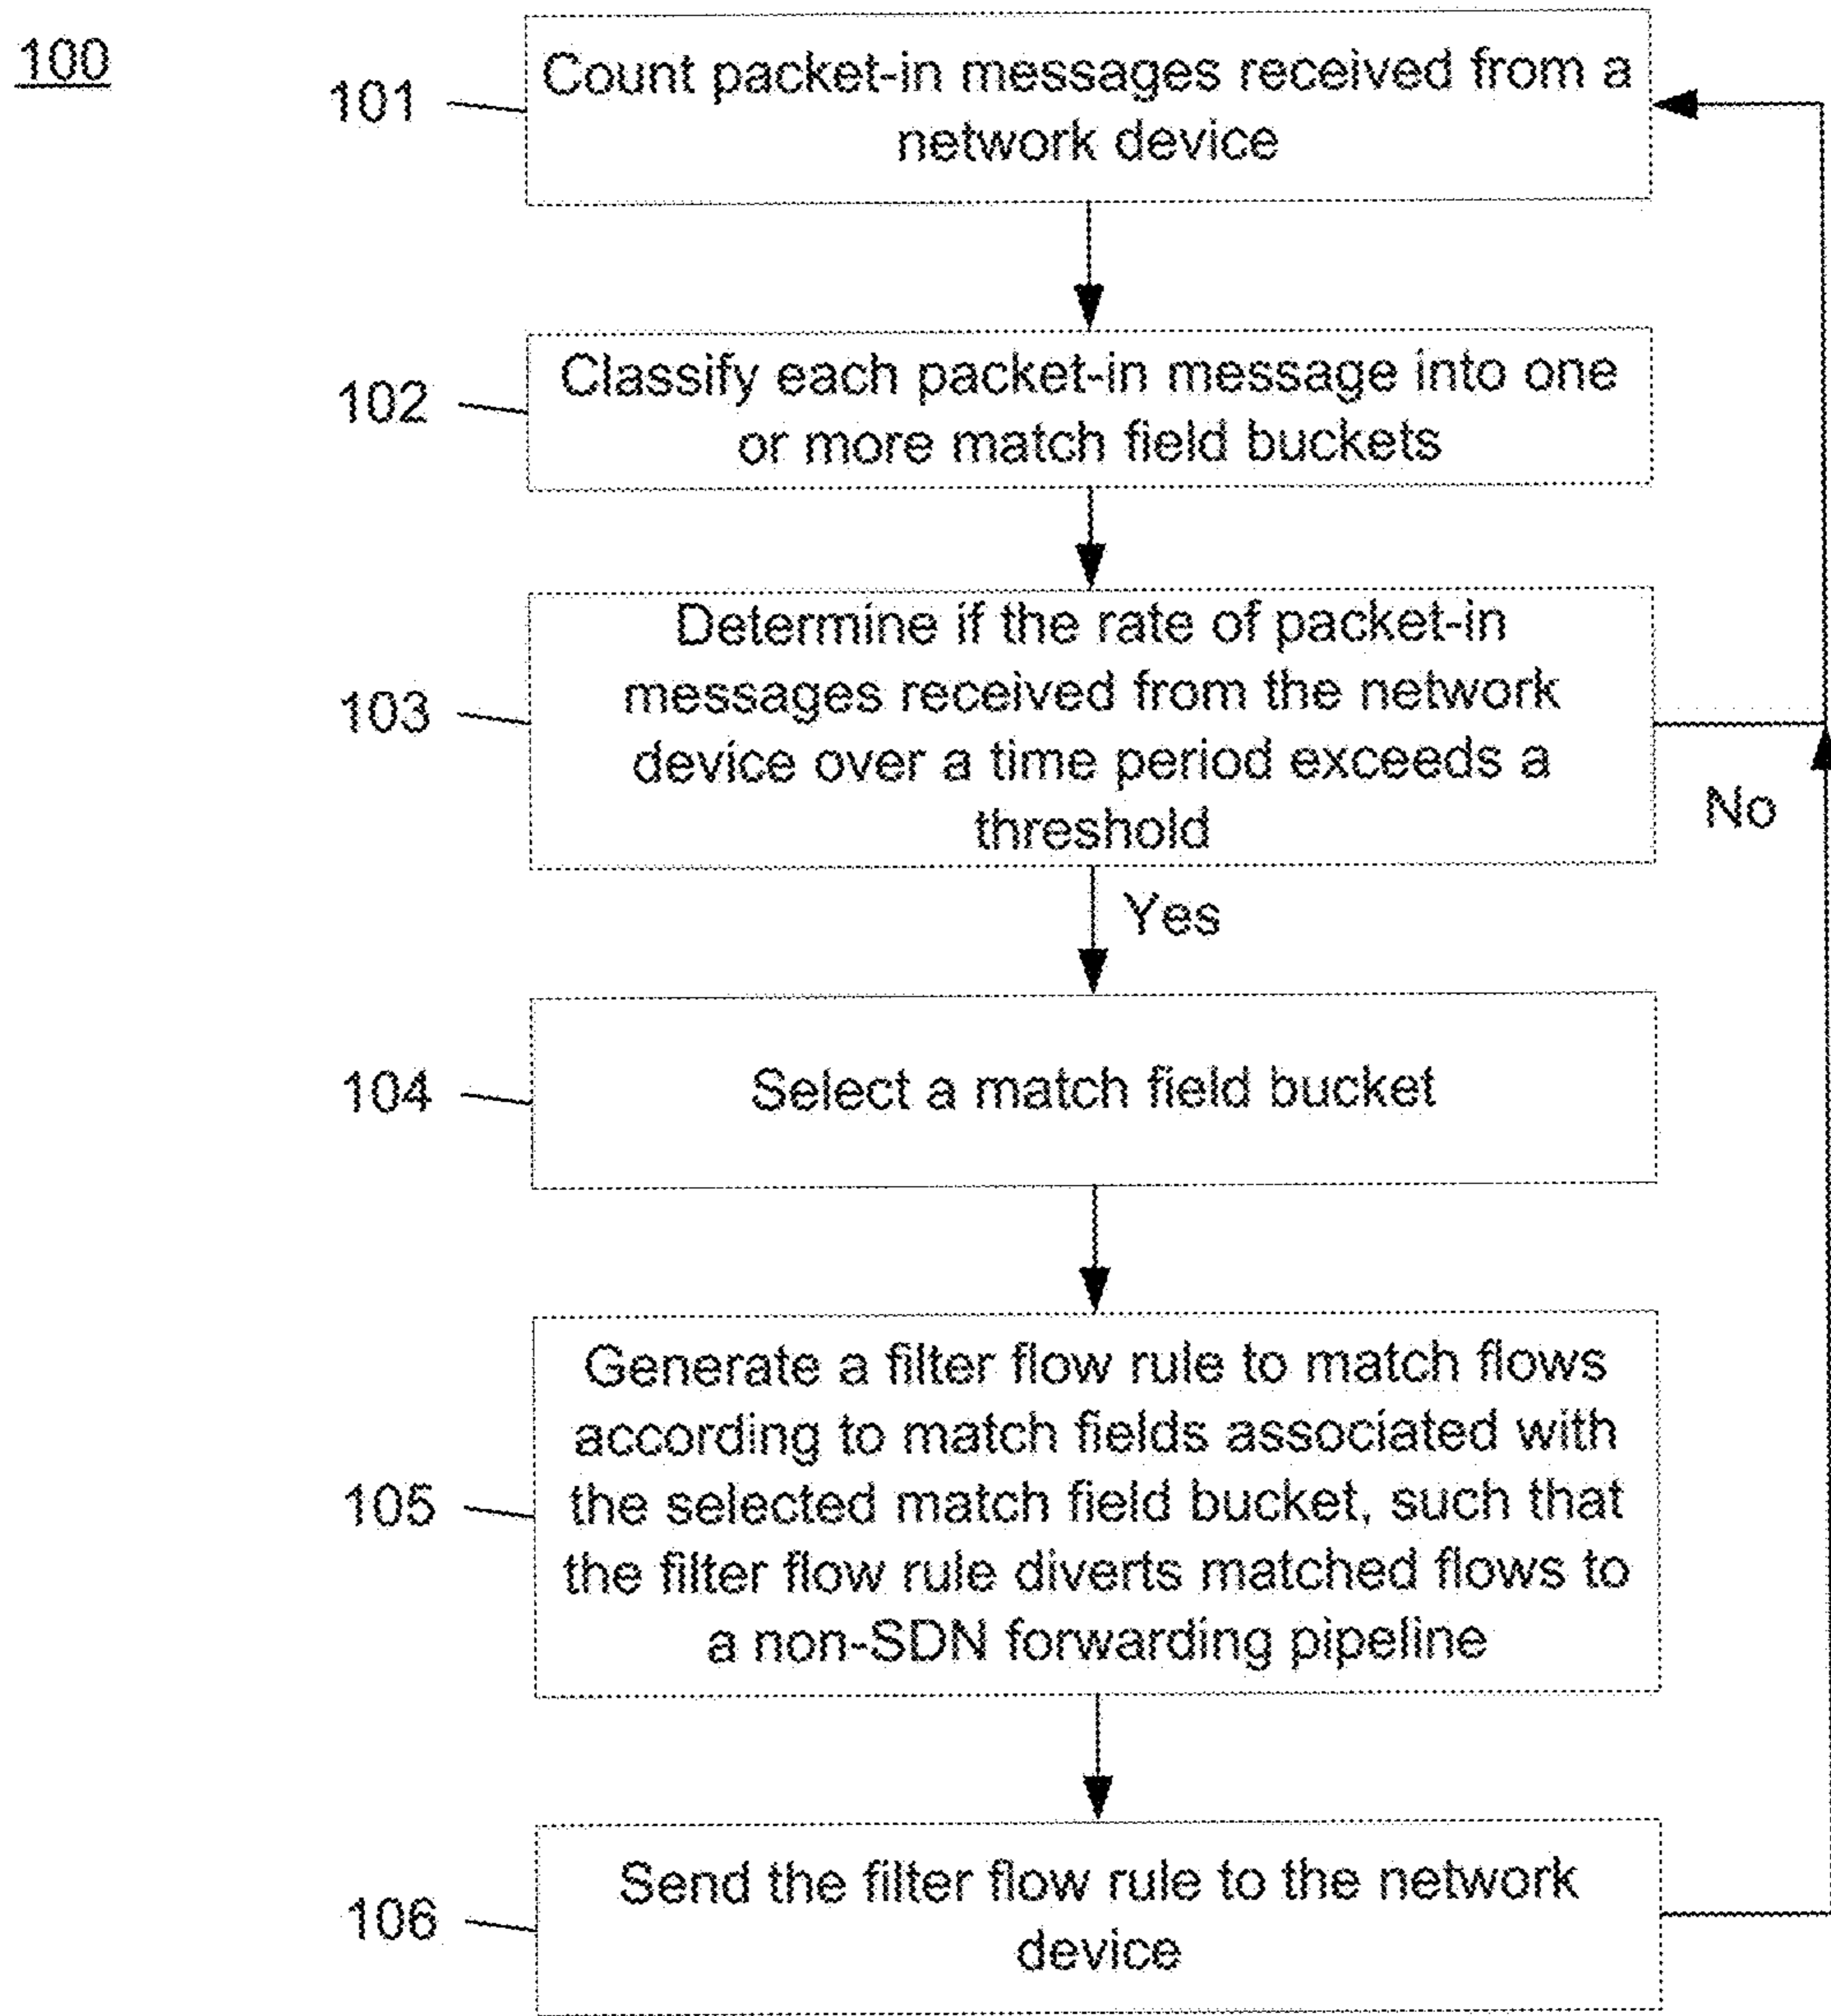 100
101
Count packet-in messages received from a
network device
102
Classify each packet-in message into one
or more match field buckets
103
Determine if the rate of packet-in
messages received from the network
device over a time period exceeds a
threshold
No
Yes
104
Select a match field bucket
105
Generate a filter flow rule to match flows
according to match fields associated with
the selected match field bucket, such that
the filter flow rule diverts matched flows to
a non-SDN forwarding pipeline
106
Send the filter flow rule to the network
device